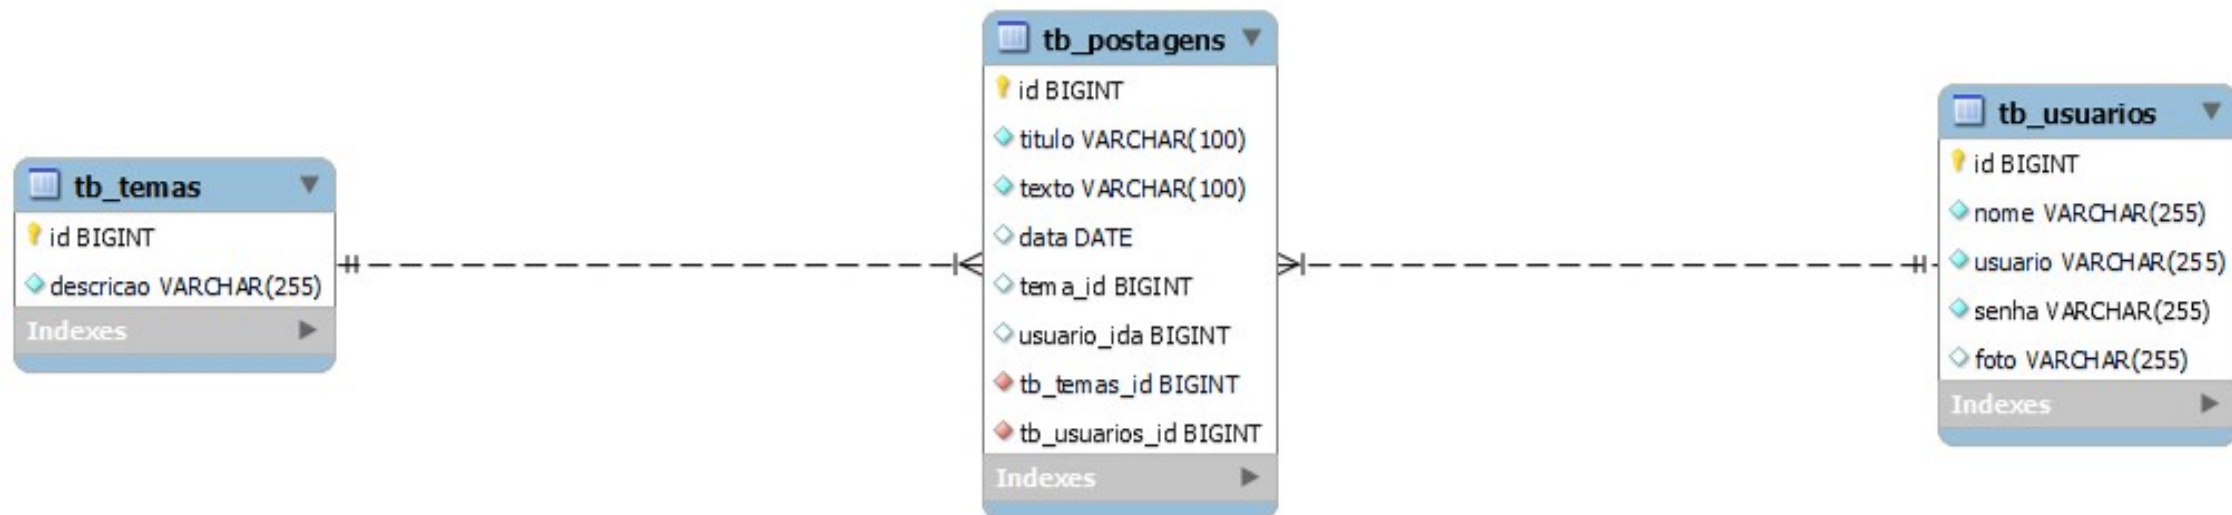 tb_temas
id BIGINT
descricao VARCHAR(255)
Indexes
tb_postagens
id BIGINT
titulo VARCHAR(100)
texto VARCHAR(100)
data DATE
tema_id BIGINT
usuario_ida BIGINT
tb_temas_id BIGINT
tb_usuarios_id BIGINT
Indexes
tb_usuarios
id BIGINT
nome VARCHAR(255)
usuario VARCHAR(255)
senha VARCHAR(255)
foto VARCHAR(255)
Indexes